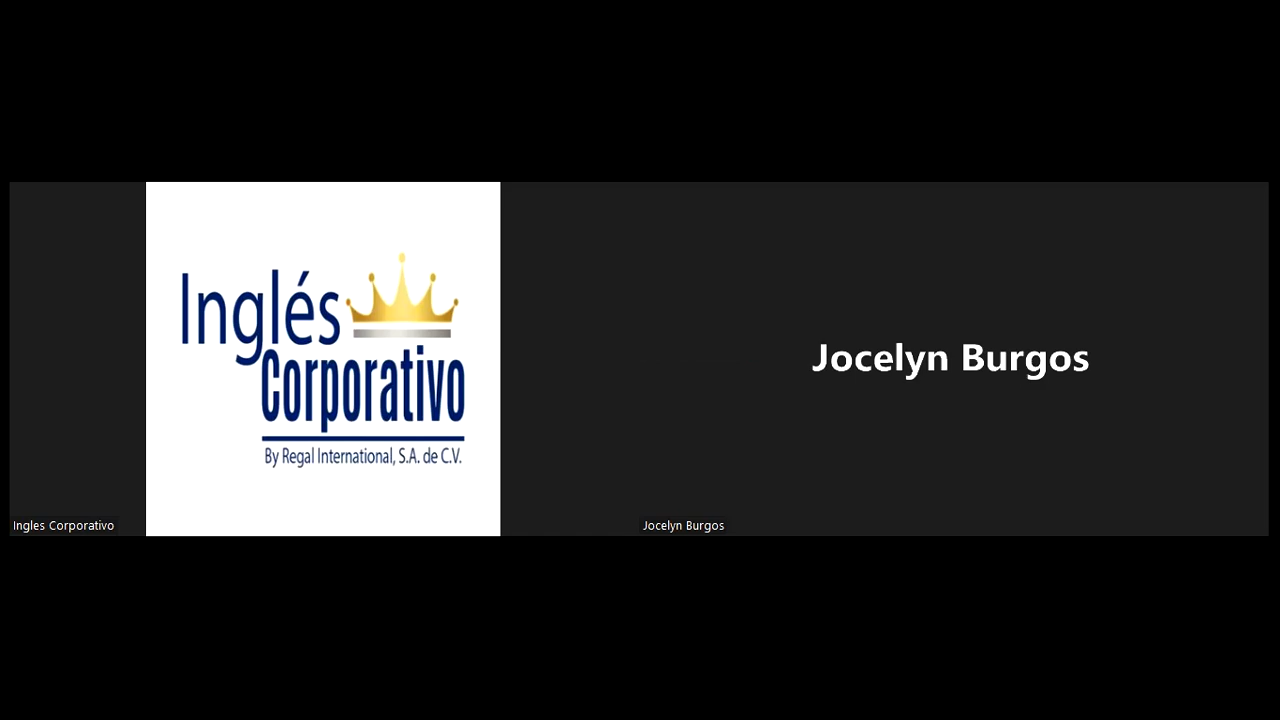 Inglés
Corporativo
By Regal International, S.A. de C.V.
Ingles Corporativo
Jocelyn Burgos
Jocelyn Burgos